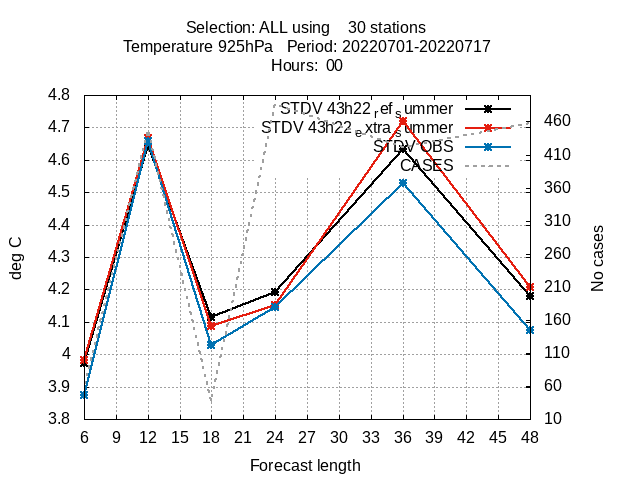 Selection: ALL using 30 stations
Temperature 925hPa Period: 20220701-20220717
Hours: 00
STDV 43h22_ref_summer
STDV 43h22_extra_summer
STDV OBS
CASES
4.8
4.7
4.6
4.5
4.4
4.3
4.2
4.1
4
3.9
3.8
deg C
460
410
360
310
260
210
160
110
60
10
No cases
6 9 12 15 18 21 24 27 30 33 36 39 42 45 48
Forecast length